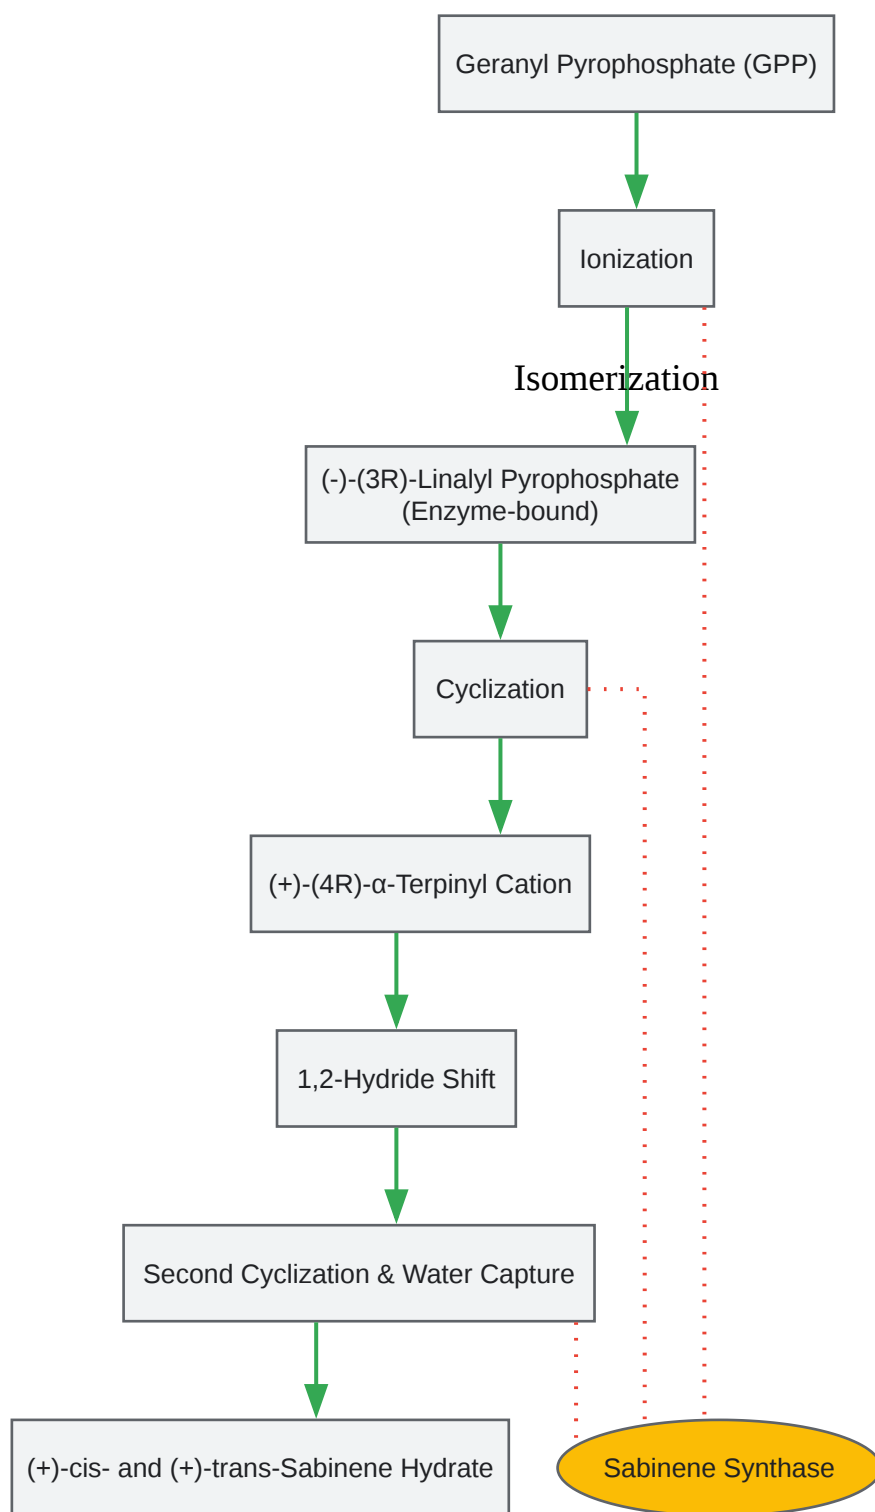 Geranyl Pyrophosphate (GPP)
Ionization
Isomerization
(-)-(3R)-Linalyl Pyrophosphate
(Enzyme-bound)
Cyclization
(+)-(4R)-α-Terpinyl Cation
1,2-Hydride Shift
Second Cyclization & Water Capture
(+)-cis- and (+)-trans-Sabinene Hydrate
Sabinene Synthase